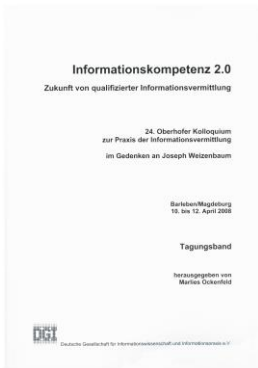 Informationskompetenz 2.0
Zukunft von qualifizierter Informationsvermittlung
24. Oberhofer Kolloquium
zur Praxis der Informationsvermittlung
im Gedenken an Joseph Weizenbaum
Barleben/Magdeburg
10. bis 12. April 2008
Tagungsband
herausgegeben von
Marlies Ockenfeld
DGI
Deutsche Gesellschaft für Informationswissenschaft und Informationspraxis e.V.